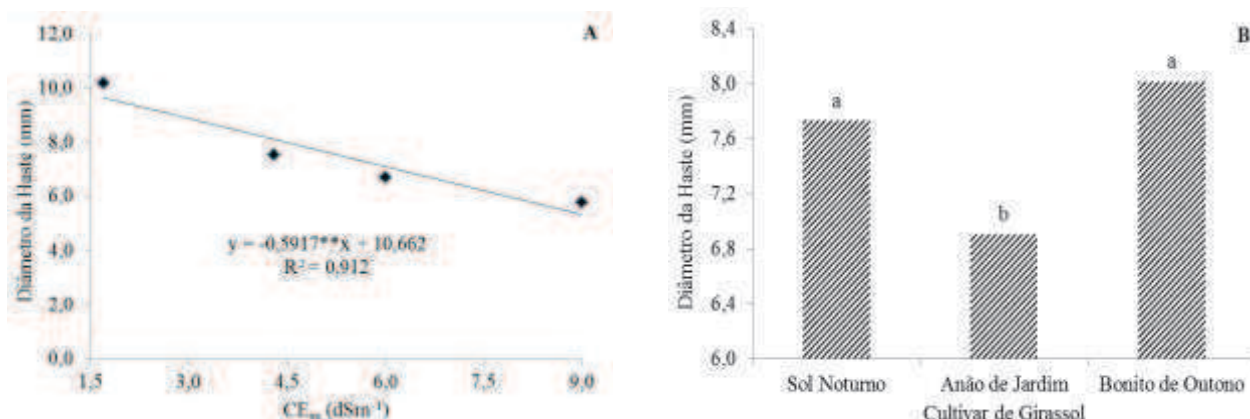 A
12,0
10,0
8,0
6,0
4,0
2,0
0,0
Diâmetro da Haste (mm)
y = -0,5917**x + 10,662
R² = 0,912
1,5 3,0 4,5 6,0 7,5 9,0
CE (dSm⁻¹)
B
8,4
8,0
7,6
7,2
6,8
6,4
6,0
Diâmetro da Haste (mm)
a
b
a
Sol Noturno Anão de Jardim Bonito de Outono
Cultivar de Girassol